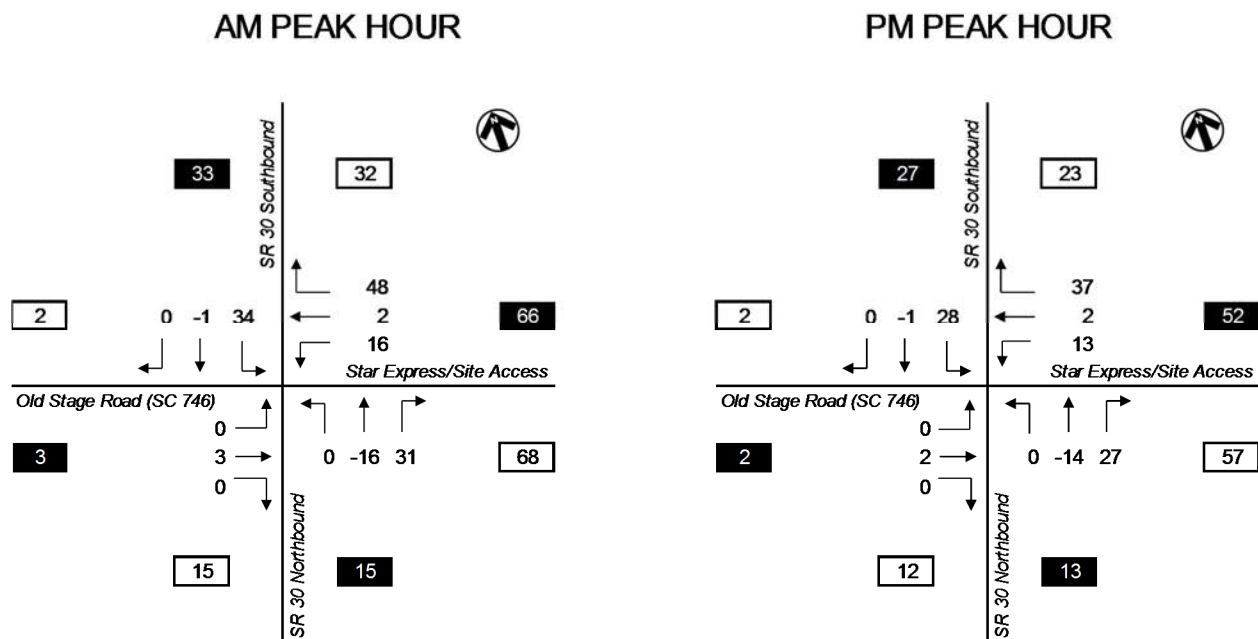 AM PEAK HOUR
SR 30 Southbound
33
32
48
2
0 -1 34
2
66
16
Star Express/Site Access
Old Stage Road (SC 746)
0
3
3
0 -16 31
68
0
15
SR 30 Northbound
15
PM PEAK HOUR
SR 30 Southbound
27
23
37
2
0 -1 28
2
52
13
Star Express/Site Access
Old Stage Road (SC 746)
0
2
2
0 -14 27
57
0
12
SR 30 Northbound
13